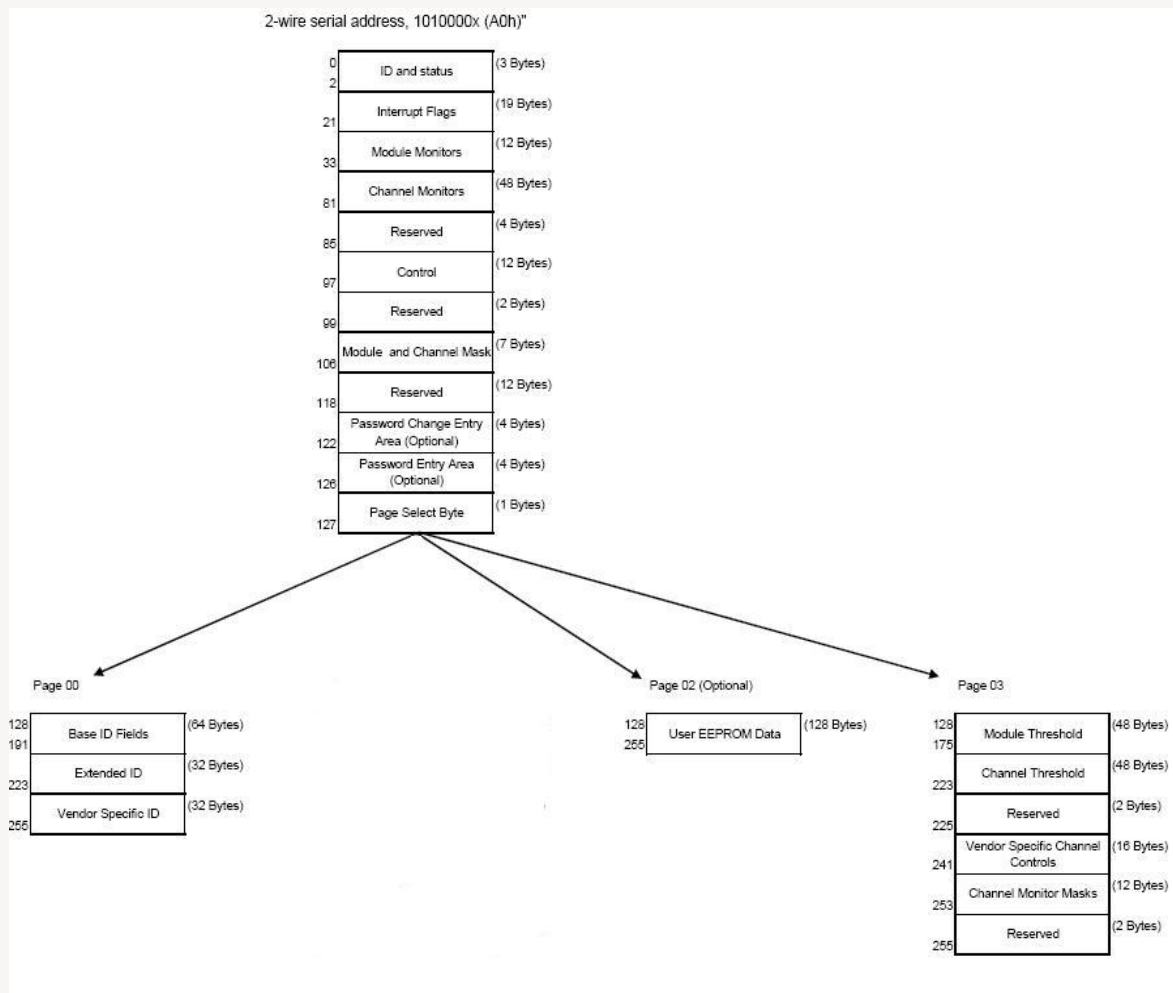 2-wire serial address, 1010000x (A0h)"
0
2
ID and status
(3 Bytes)
21
Interrupt Flags
(19 Bytes)
33
Module Monitors
(12 Bytes)
81
Channel Monitors
(48 Bytes)
85
Reserved
(4 Bytes)
97
Control
(12 Bytes)
99
Reserved
(2 Bytes)
106
Module and Channel Mask
(7 Bytes)
118
Reserved
(12 Bytes)
122
Password Change Entry
Area (Optional)
(4 Bytes)
126
Password Entry Area
(Optional)
(4 Bytes)
127
Page Select Byte
(1 Bytes)
Page 00
128
191
Base ID Fields
(64 Bytes)
223
Extended ID
(32 Bytes)
255
Vendor Specific ID
(32 Bytes)
Page 02 (Optional)
128
255
User EEPROM Data
(128 Bytes)
Page 03
128
175
Module Threshold
(48 Bytes)
223
Channel Threshold
(48 Bytes)
225
Reserved
(2 Bytes)
241
Vendor Specific Channel
Controls
(16 Bytes)
253
Channel Monitor Masks
(12 Bytes)
255
Reserved
(2 Bytes)